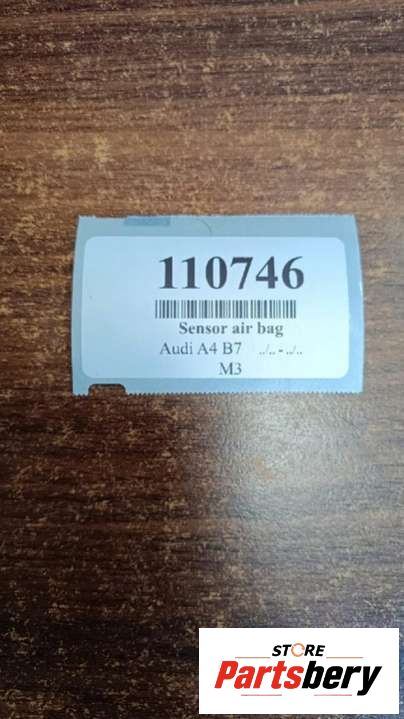 110746
Sensor air bag
Audi A4 B7 ../.. - ../..
M3
STORE
Partsbery